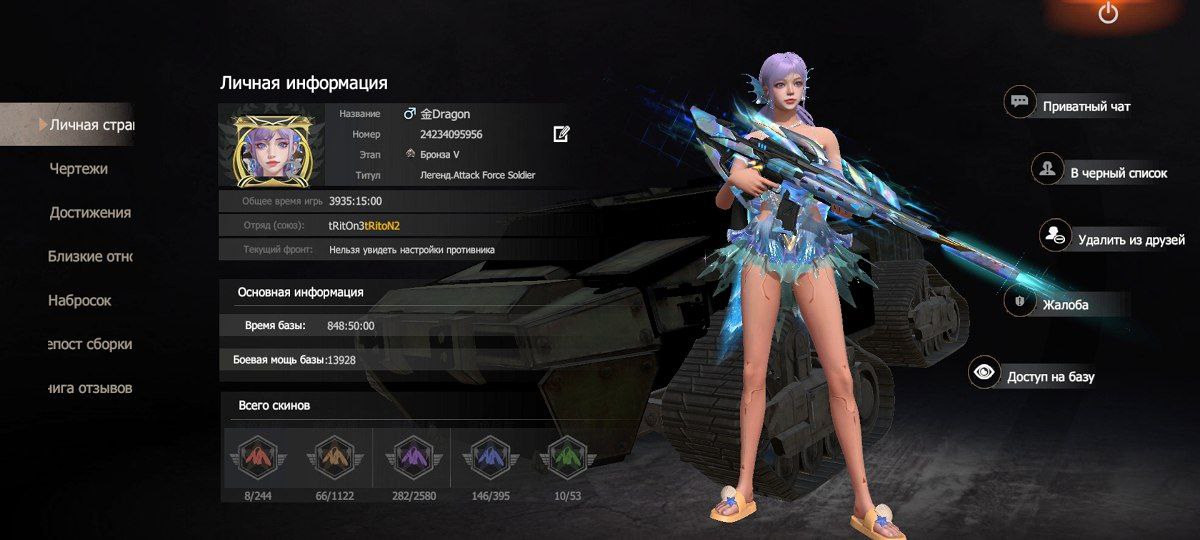 Личная информация
Личная стра
Чертежи
Достижения
Близкие отно
Набросок
епост сборки
нига отзывов
Название
金Dragon
Номер
24234095956
Этап
Бронза V
Титул
Легенд.Attack Force Soldier
Общее время игры
3935:15:00
Отряд (союз):
tRitOn3tRitoN2
Текущий фронт:
Нельзя увидеть настройки противника
Основная информация
Время базы:
848:50:00
Боевая мощь базы:13928
Всего скинов
8/244
66/1122
282/2580
146/395
10/53
Приватный чат
В черный список
Удалить из друзей
Жалоба
Доступ на базу